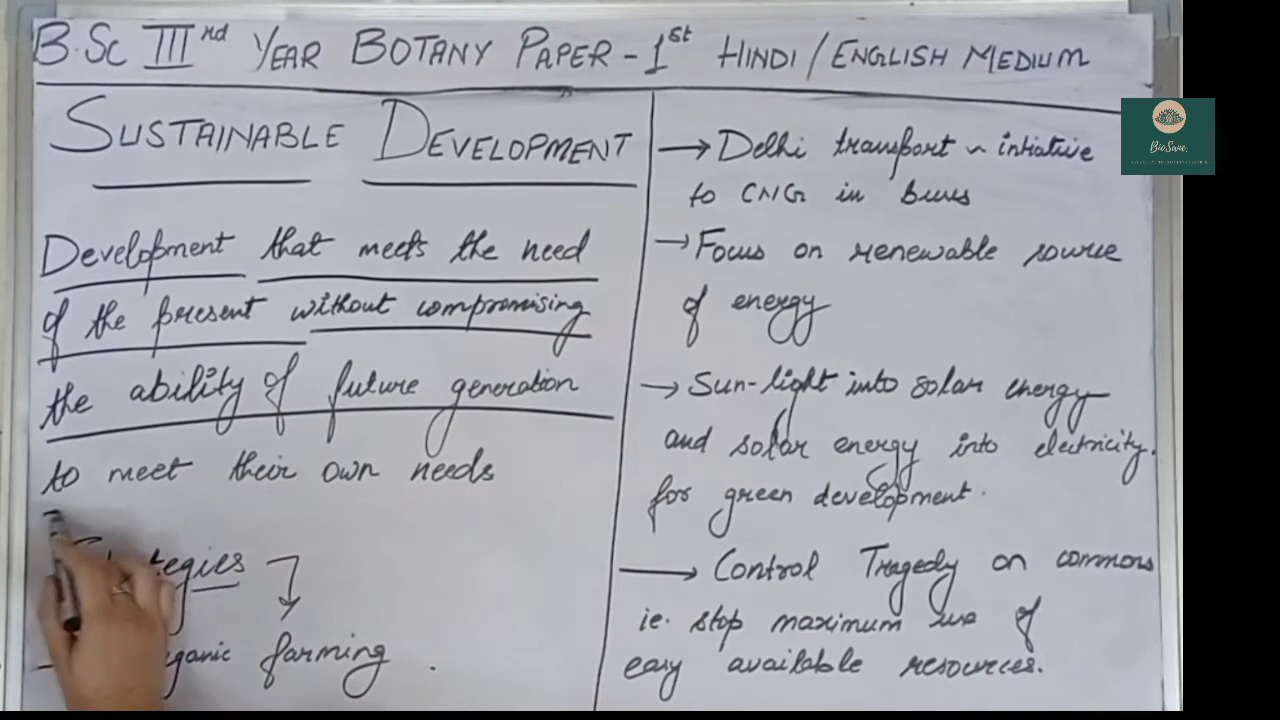 B.Sc IIIrd YEAR BOTANY PAPER - 1st HINDI / ENGLISH MEDIUM
SUSTAINABLE DEVELOPMENT
Development that meets the need
of the present without compromising
the ability of future generation
to meet their own needs
tegies
ganic farming .
→ Delhi transport intiative
to CNG in buses
→ Focus on renewable source
of energy
→ Sun-light into solar energy
and solar energy into electricity.
for green development.
→ Control Tragedy on commons
ie. stop maximum use of
easy available resources.
BioSane.